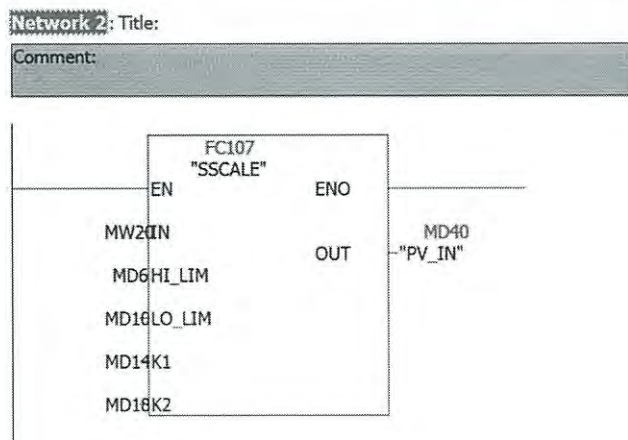 Network 2: Title:
Comment:
FC107
"SSCALE"
EN ENO
MW20 IN MD40
OUT "PV_IN"
MD6 HI_LIM
MD10 LO_LIM
MD14 K1
MD18 K2